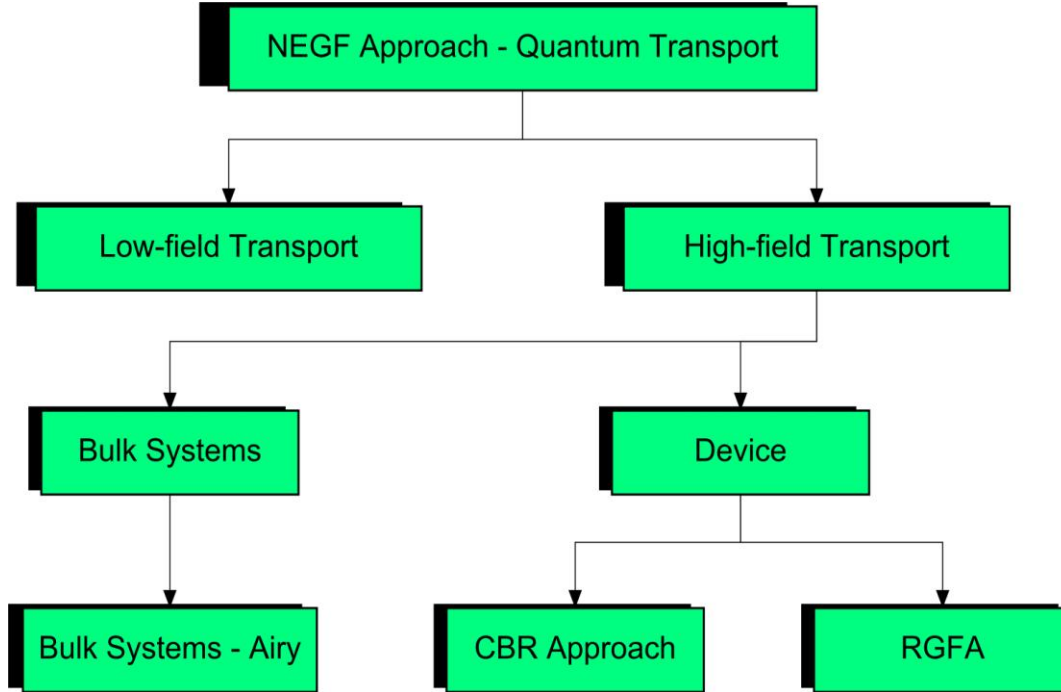 NEGF Approach - Quantum Transport
Low-field Transport
High-field Transport
Bulk Systems
Device
Bulk Systems - Airy
CBR Approach
RGFA